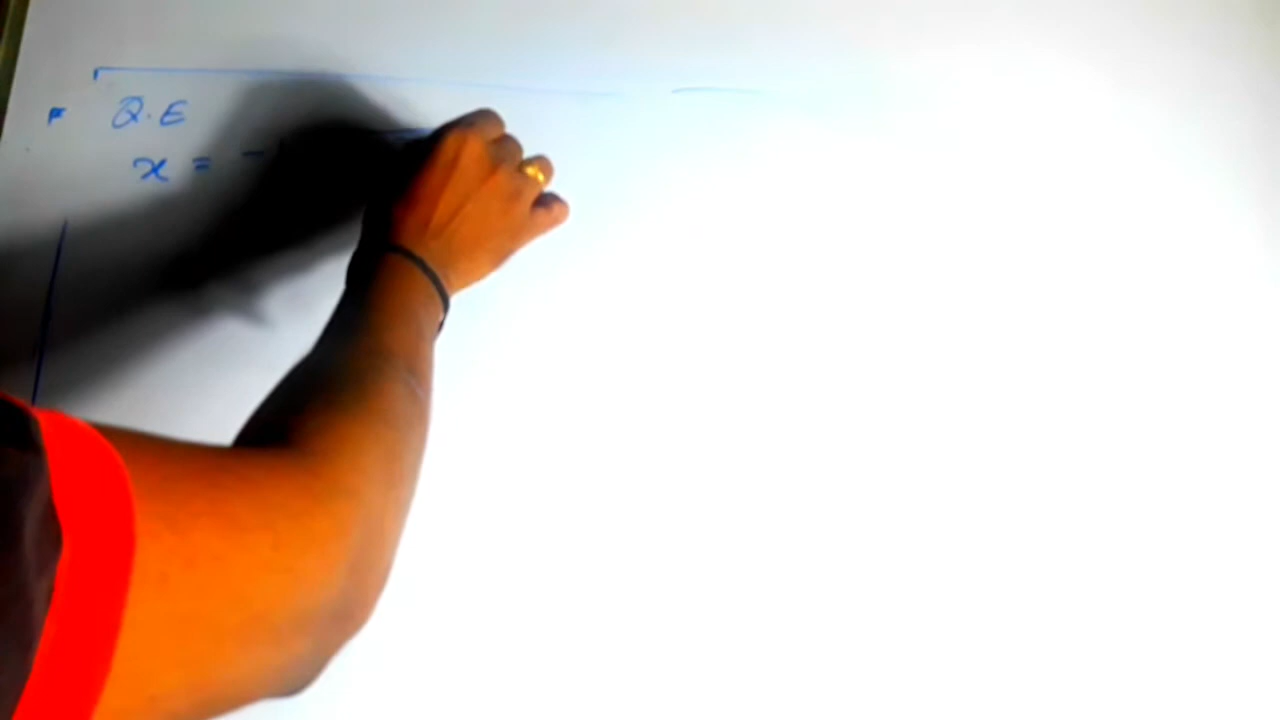 Q.E
x = -